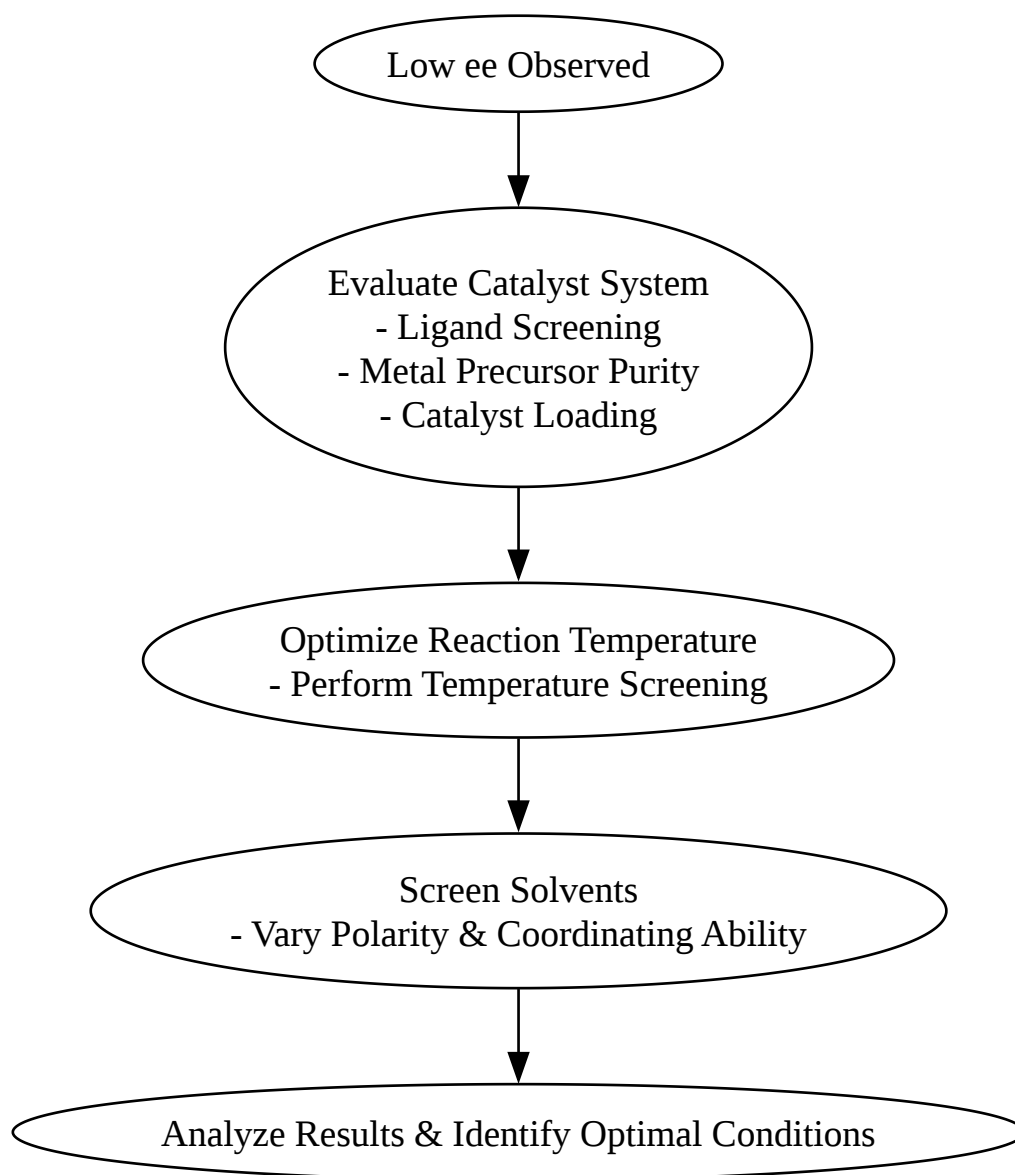 Low ee Observed
Evaluate Catalyst System
- Ligand Screening
- Metal Precursor Purity
- Catalyst Loading
Optimize Reaction Temperature
- Perform Temperature Screening
Screen Solvents
- Vary Polarity & Coordinating Ability
Analyze Results & Identify Optimal Conditions